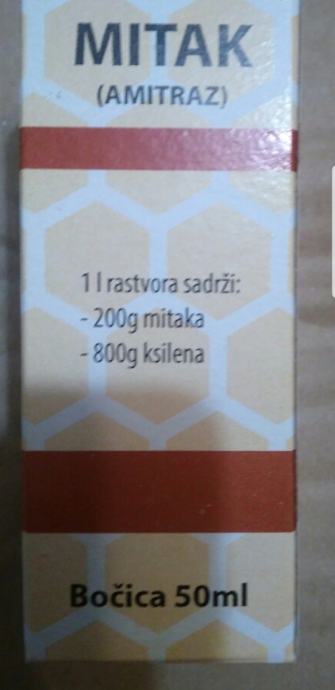 MITAK
(AMITRAZ)
1 l rastvora sadrži:
- 200g mitaka
- 800g ksilena
Bočica 50ml